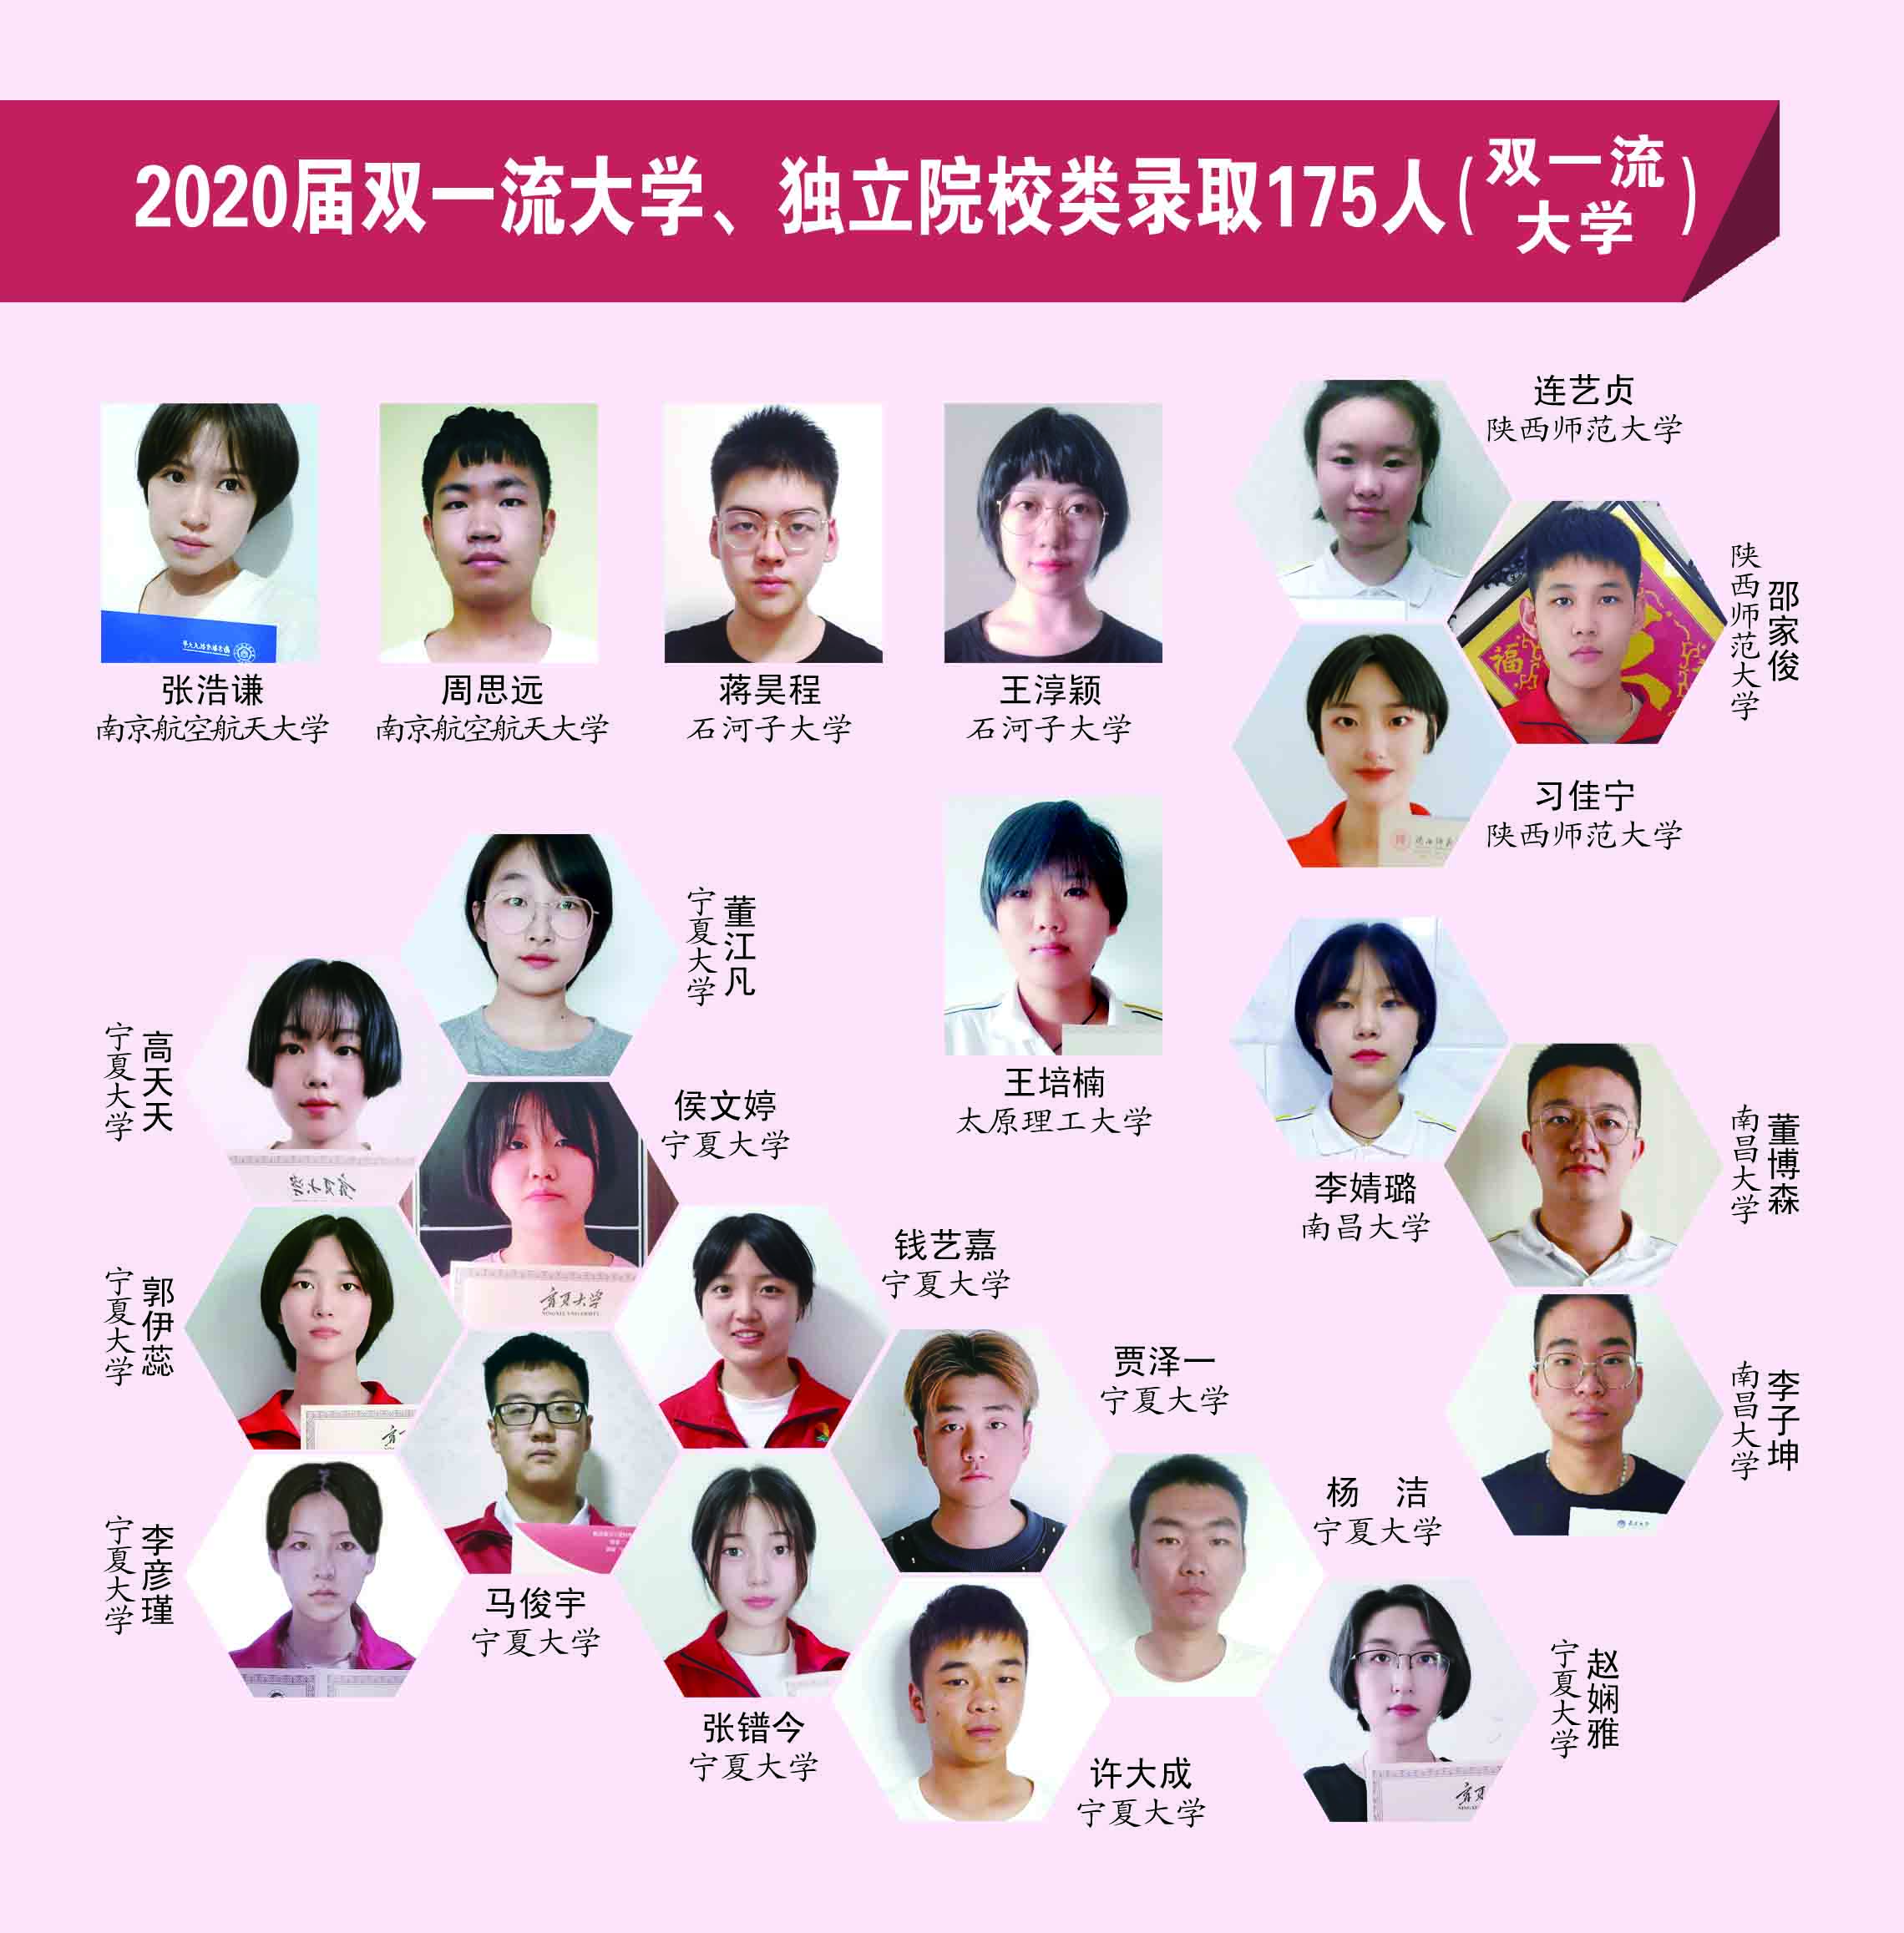 2020届双一流大学、独立院校类录取175人(双一流大学)
张浩谦
南京航空航天大学
周思远
南京航空航天大学
蒋昊程
石河子大学
王淳颖
石河子大学
连艺贞
陕西师范大学
邵家俊
陕西师范大学
福
习佳宁
陕西师范大学
董江凡
宁夏大学
王培楠
太原理工大学
高天天
宁夏大学
侯文婷
宁夏大学
宁夏大学
李婧璐
南昌大学
董博森
南昌大学
郭伊蕊
宁夏大学
钱艺嘉
宁夏大学
贾泽一
宁夏大学
李子坤
南昌大学
李彦瑾
宁夏大学
马俊宇
宁夏大学
杨 洁
宁夏大学
张镨今
宁夏大学
许大成
宁夏大学
赵娴雅
宁夏大学